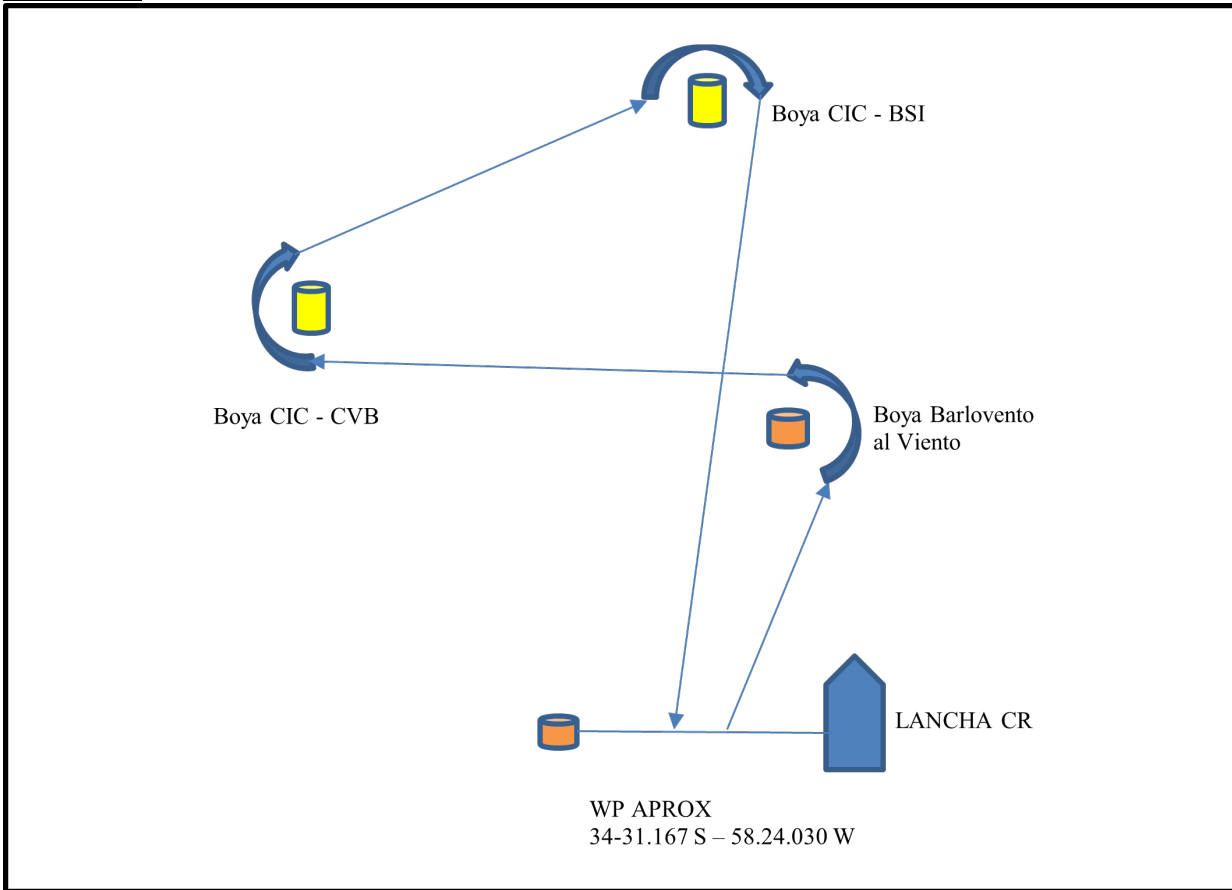 Boya CIC - BSI
Boya CIC - CVB
Boya Barlovento
al Viento
LANCHA CR
WP APROX
34-31.167 S – 58.24.030 W